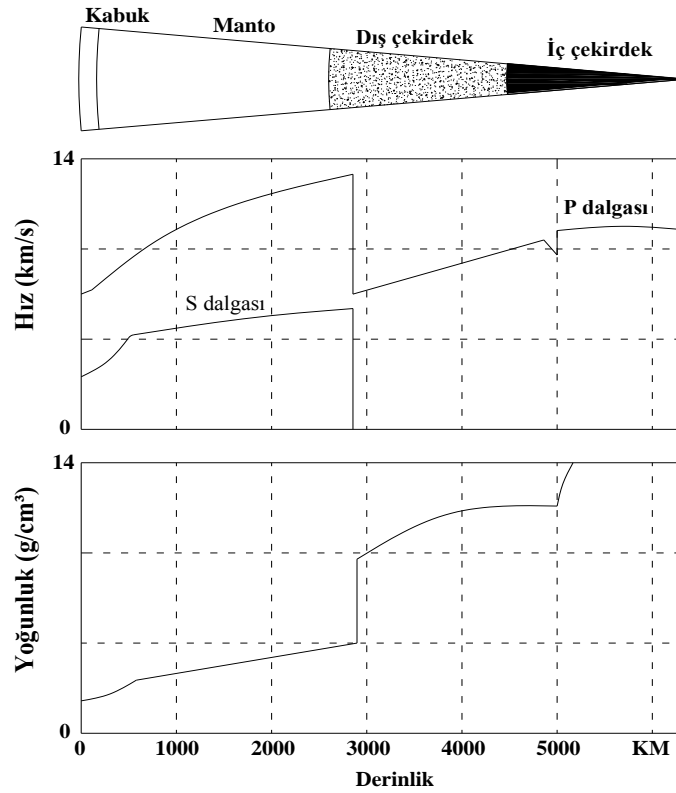 Kabuk
Manto
Dış çekirdek
İç çekirdek
14
Hız (km/s)
P dalgası
S dalgası
0
14
Yoğunluk (g/cm³)
0
0 1000 2000 3000 4000 5000 KM
Derinlik